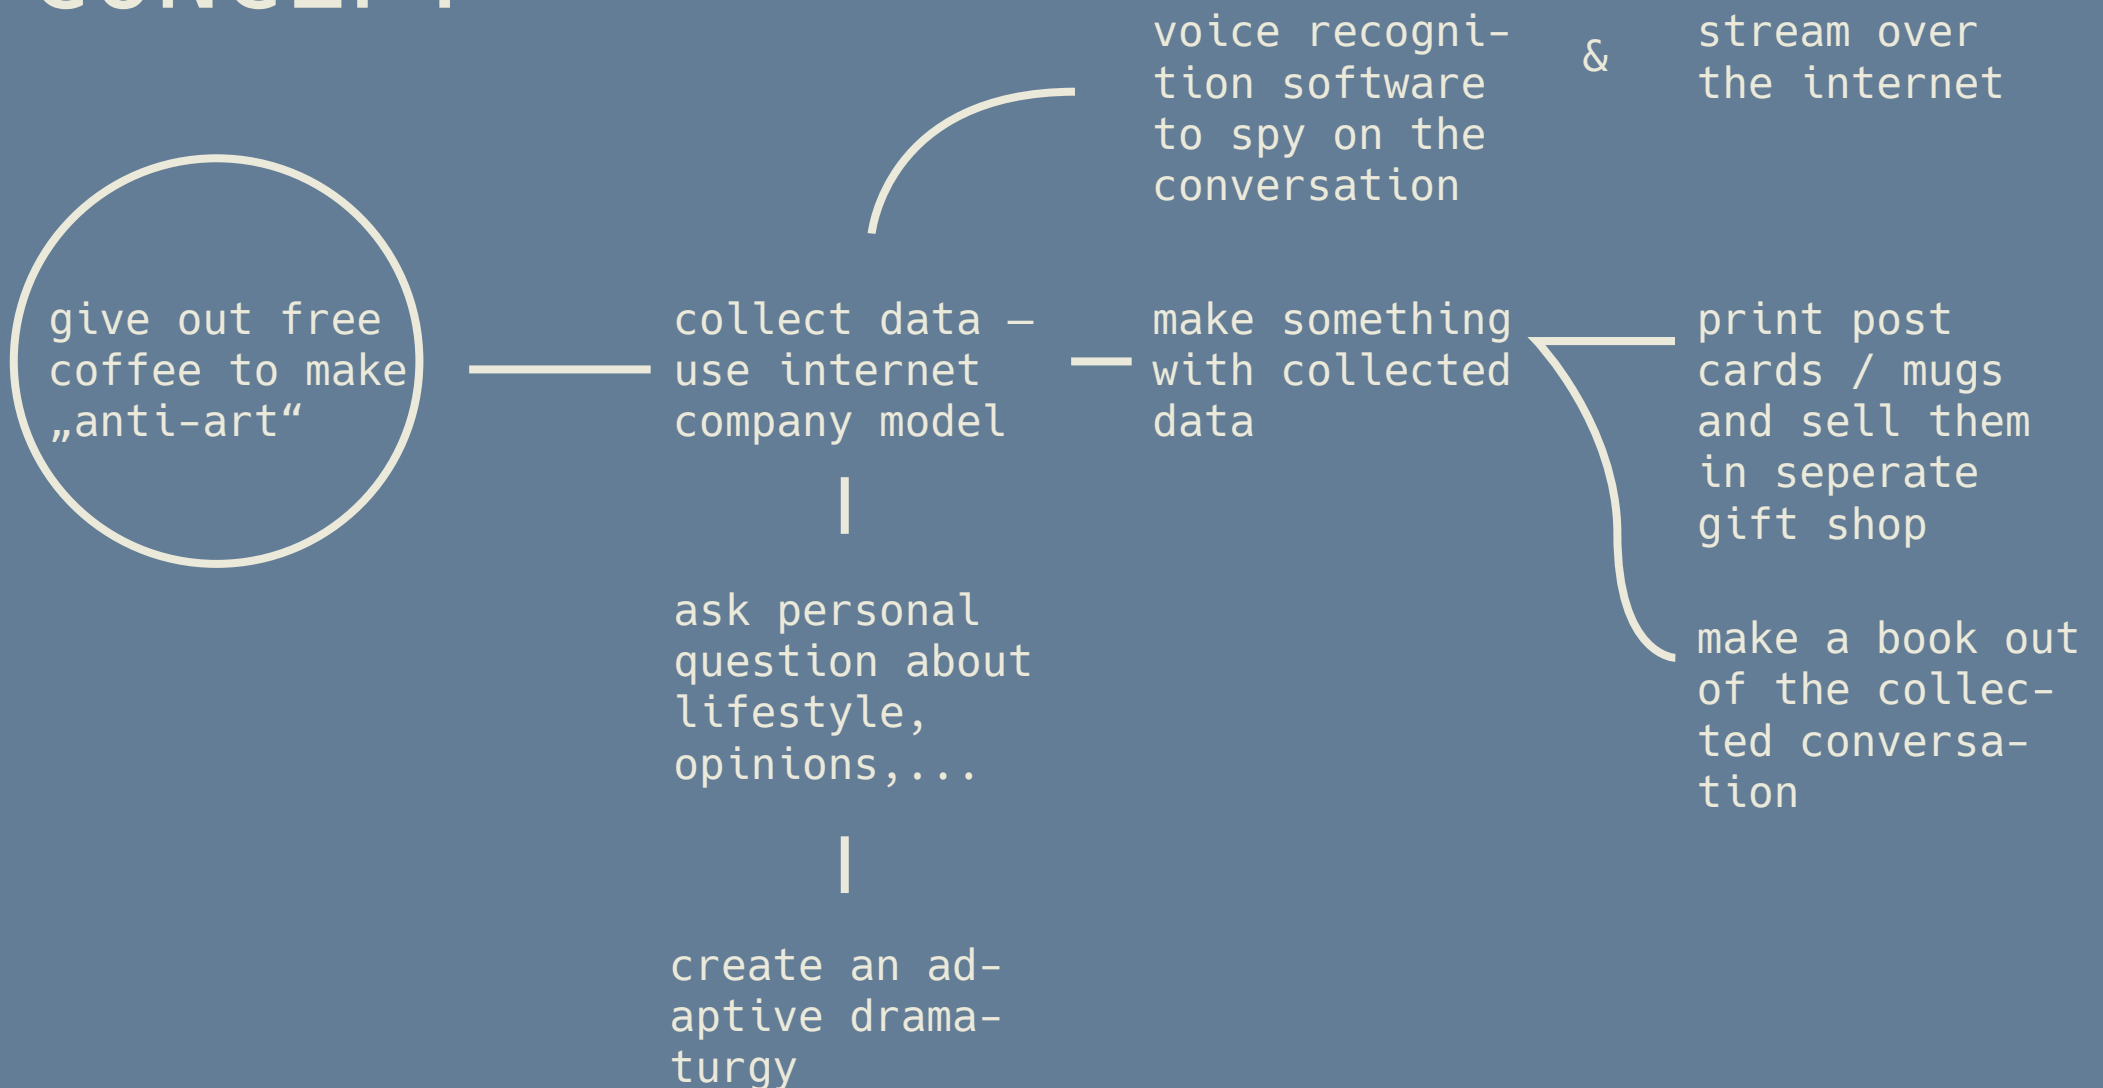 CONCEPT
voice recogni-
tion software
to spy on the
conversation
&
stream over
the internet
give out free
coffee to make
„anti-art“
collect data –
use internet
company model
make something
with collected
data
print post
cards / mugs
and sell them
in seperate
gift shop
ask personal
question about
lifestyle,
opinions,...
make a book out
of the collec-
ted conversa-
tion
create an ad-
aptive drama-
turgy